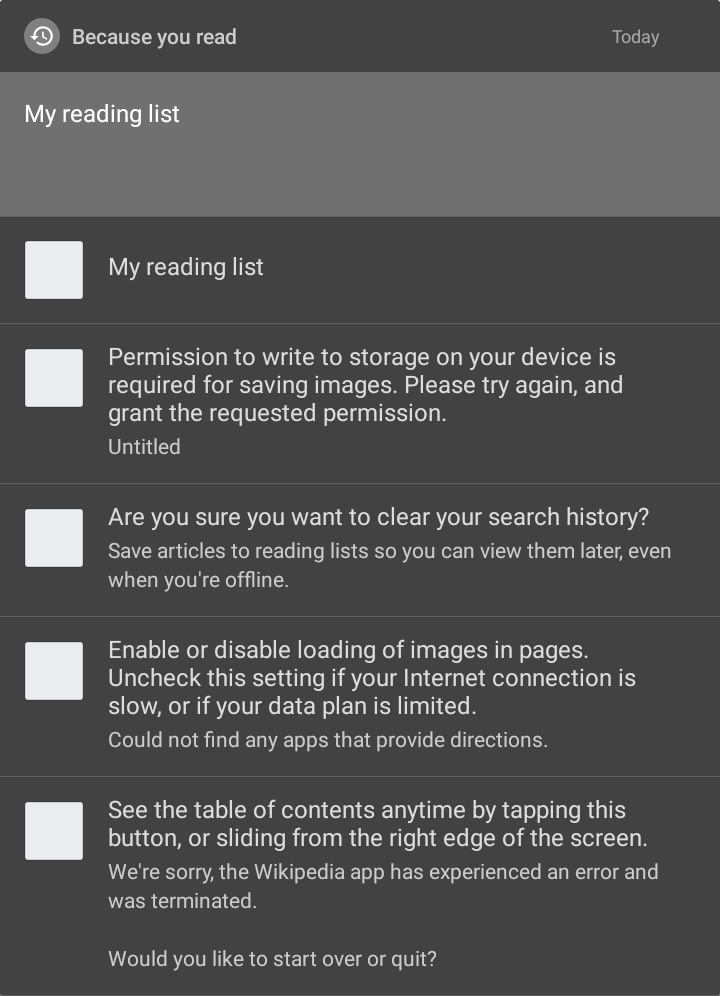 Because you read
Today
My reading list
My reading list
Permission to write to storage on your device is
required for saving images. Please try again, and
grant the requested permission.
Untitled
Are you sure you want to clear your search history?
Save articles to reading lists so you can view them later, even
when you're offline.
Enable or disable loading of images in pages.
Uncheck this setting if your Internet connection is
slow, or if your data plan is limited.
Could not find any apps that provide directions.
See the table of contents anytime by tapping this
button, or sliding from the right edge of the screen.
We're sorry, the Wikipedia app has experienced an error and
was terminated.
Would you like to start over or quit?